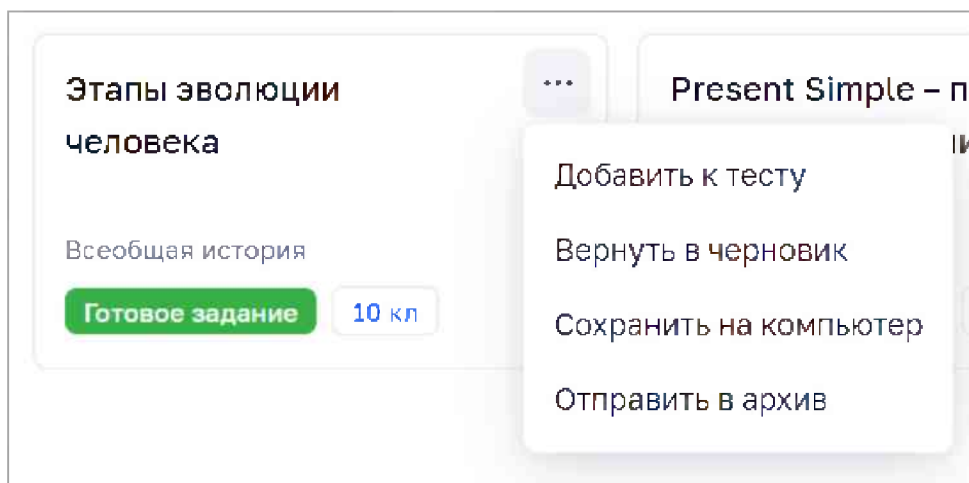 Этапы эволюции
человека
Всеобщая история
Готовое задание
10 кл
...
Present Simple – п
Добавить к тесту
Вернуть в черновик
Сохранить на компьютер
Отправить в архив